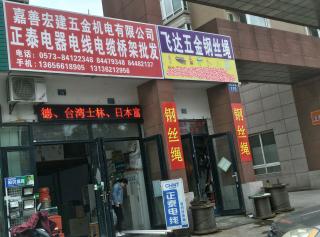 嘉善宏建五金机电有限公司
正泰电器电线电缆桥架批发
电话:0573-84122348 84479348 84482137
手机:13656618905 13136212956
飞达五金钢丝绳
德、台湾士林、日本富
钢丝绳
钢丝绳
CHNT
正泰电线